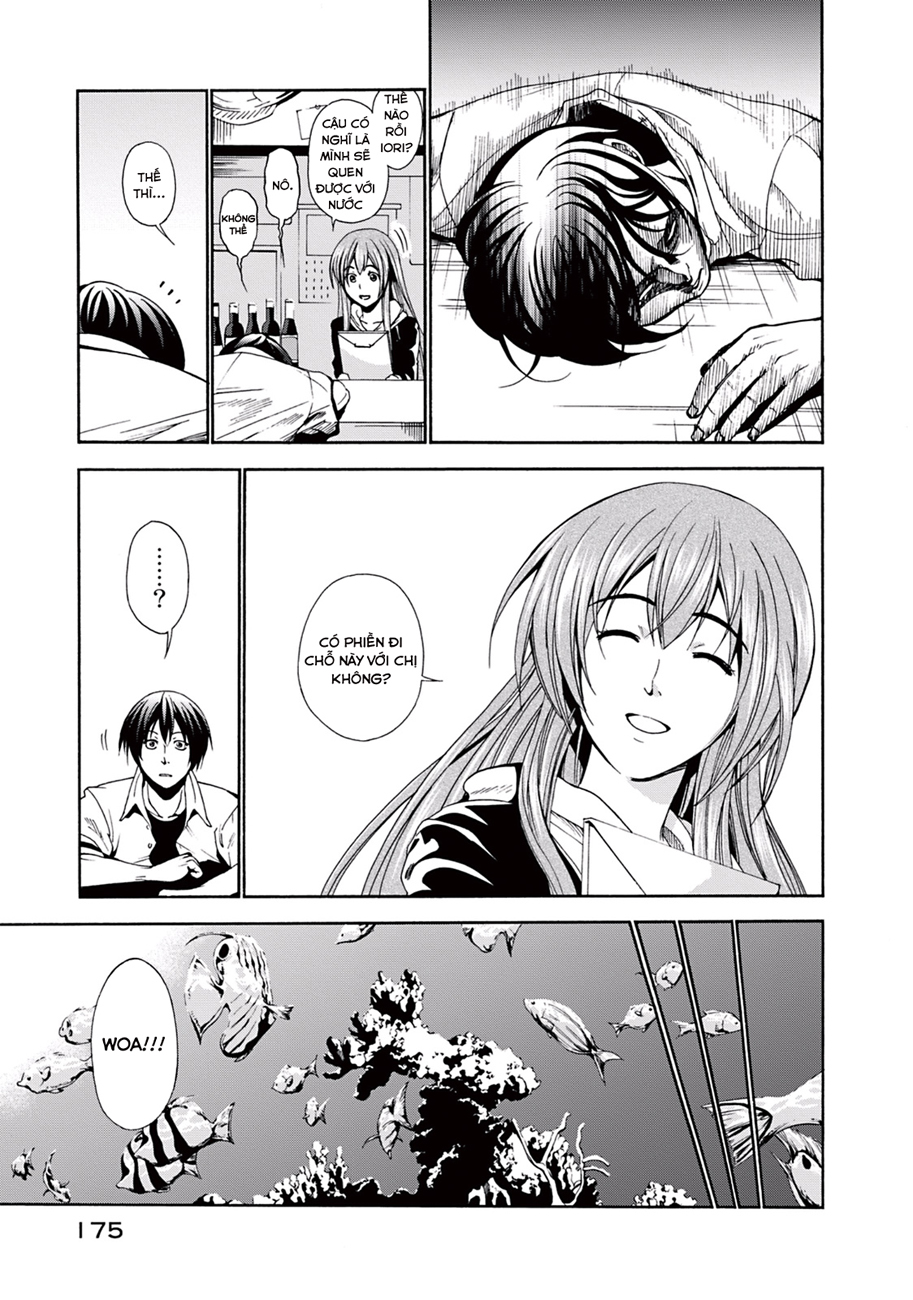 THẾ
NÀO
RỒI
IORI?
CẬU CÓ
NGHĨ LÀ
MÌNH SẼ
QUEN
ĐƯỢC VỚI
NƯỚC
NÔ.
KHÔNG
THỂ
THẾ
THÌ...
CÓ PHIỀN ĐI
CHỖ NÀY VỚI CHỊ
KHÔNG?
......?
WOA!!!
175